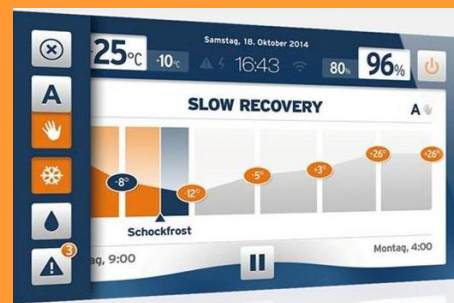 Samstag, 18. Oktober 2014
25°C -10°C 16:43 80% 96%
A
SLOW RECOVERY A
-8° -12° -5° +3° +26° +26°
Schockfrost
ag, 9:00 Montag, 4:00
3